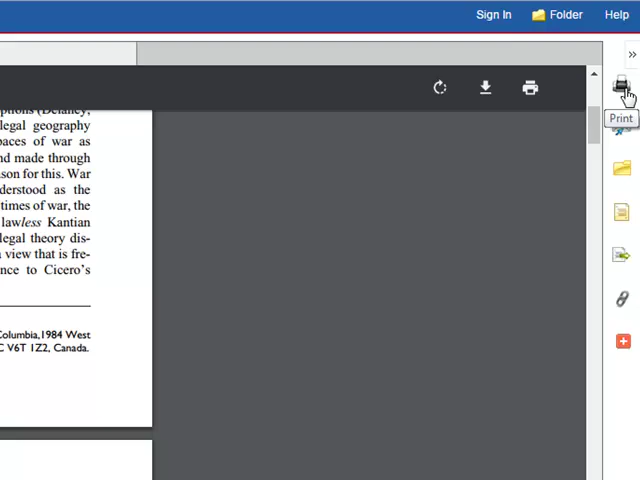 Sign In Folder Help
»
Print
ptions (Delaney,
legal geography
paces of war as
nd made through
son for this. War
derstood as the
times of war, the
lawless Kantian
legal theory dis-
a view that is fre-
nce to Cicero's
Columbia,1984 West
C V6T 1Z2, Canada.